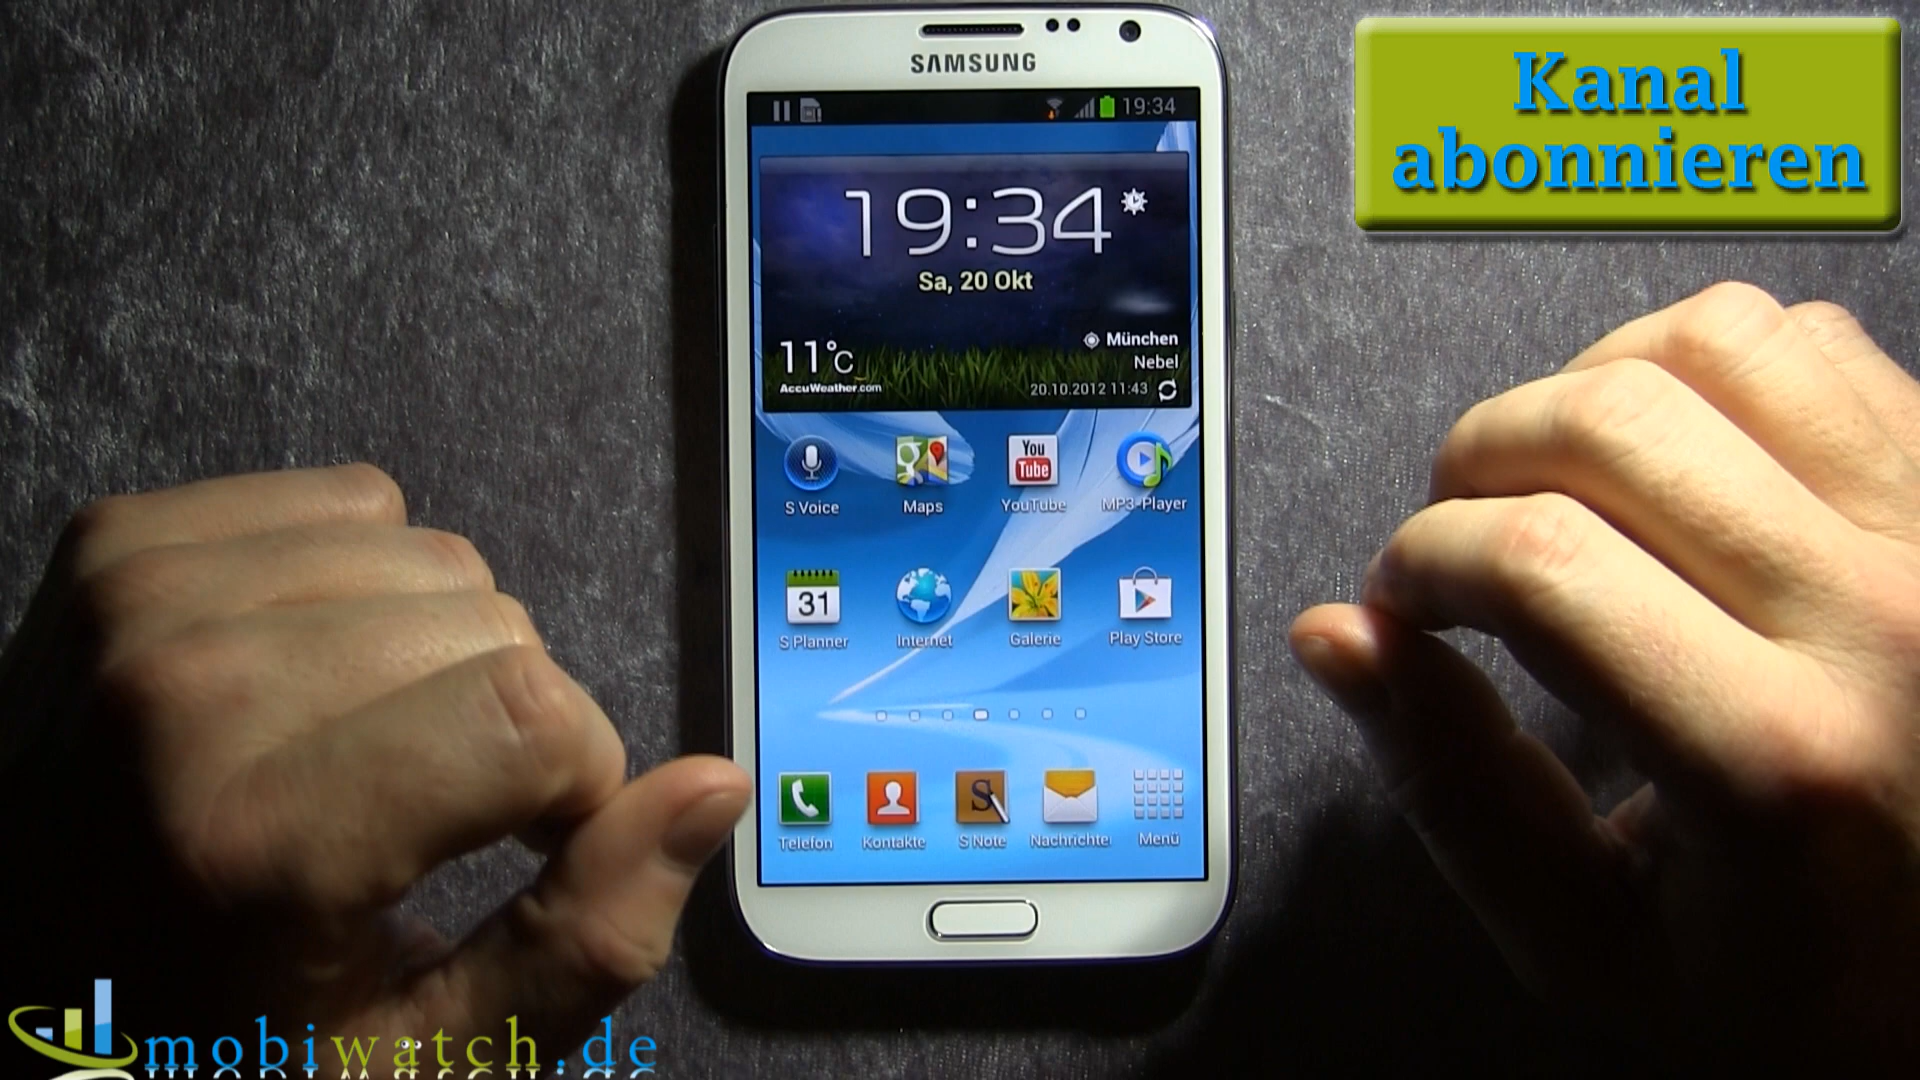 Kanal
abonnieren
SAMSUNG
19:34
19:34
Sa, 20 Okt
11°C
München
Nebel
AccuWeather.com
20.10.2012 11:43
S Voice
Maps
You
Tube
YouTube
MP3-Player
31
S Planner
Internet
Galerie
Play Store
S
Telefon
Kontakte
S Note
Nachrichte
Menü
mobiwatch.de